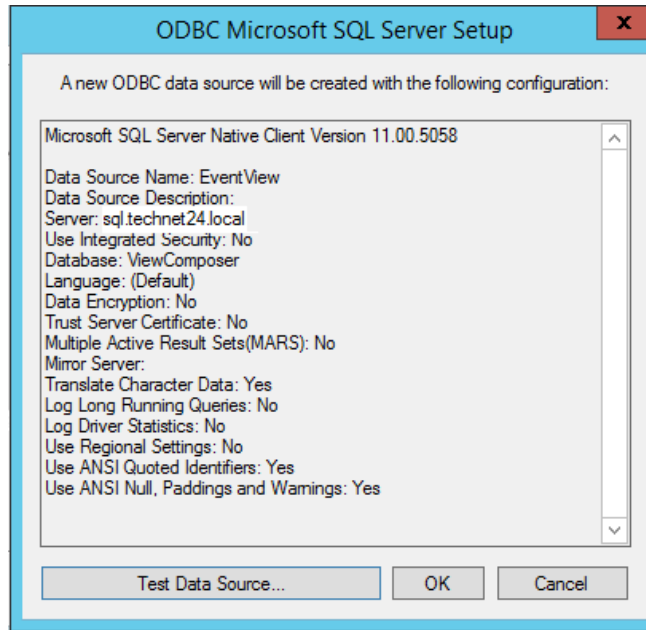 ODBC Microsoft SQL Server Setup
x
A new ODBC data source will be created with the following configuration:
Microsoft SQL Server Native Client Version 11.00.5058
Data Source Name: EventView
Data Source Description:
Server: sql.technet24.local
Use Integrated Security: No
Database: ViewComposer
Language: (Default)
Data Encryption: No
Trust Server Certificate: No
Multiple Active Result Sets(MARS): No
Mirror Server:
Translate Character Data: Yes
Log Long Running Queries: No
Log Driver Statistics: No
Use Regional Settings: No
Use ANSI Quoted Identifiers: Yes
Use ANSI Null, Paddings and Warnings: Yes
Test Data Source... OK Cancel